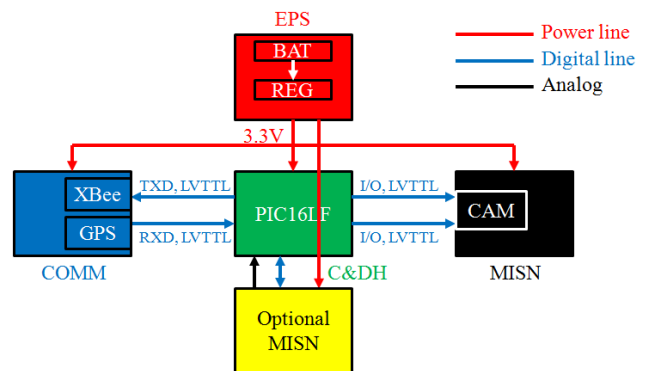 EPS
BAT
REG
Power line
Digital line
Analog
3.3V
XBee
GPS
COMM
TXD, LVTTL
RXD, LVTTL
PIC16LF
I/O, LVTTL
I/O, LVTTL
CAM
MISN
C&DH
Optional
MISN